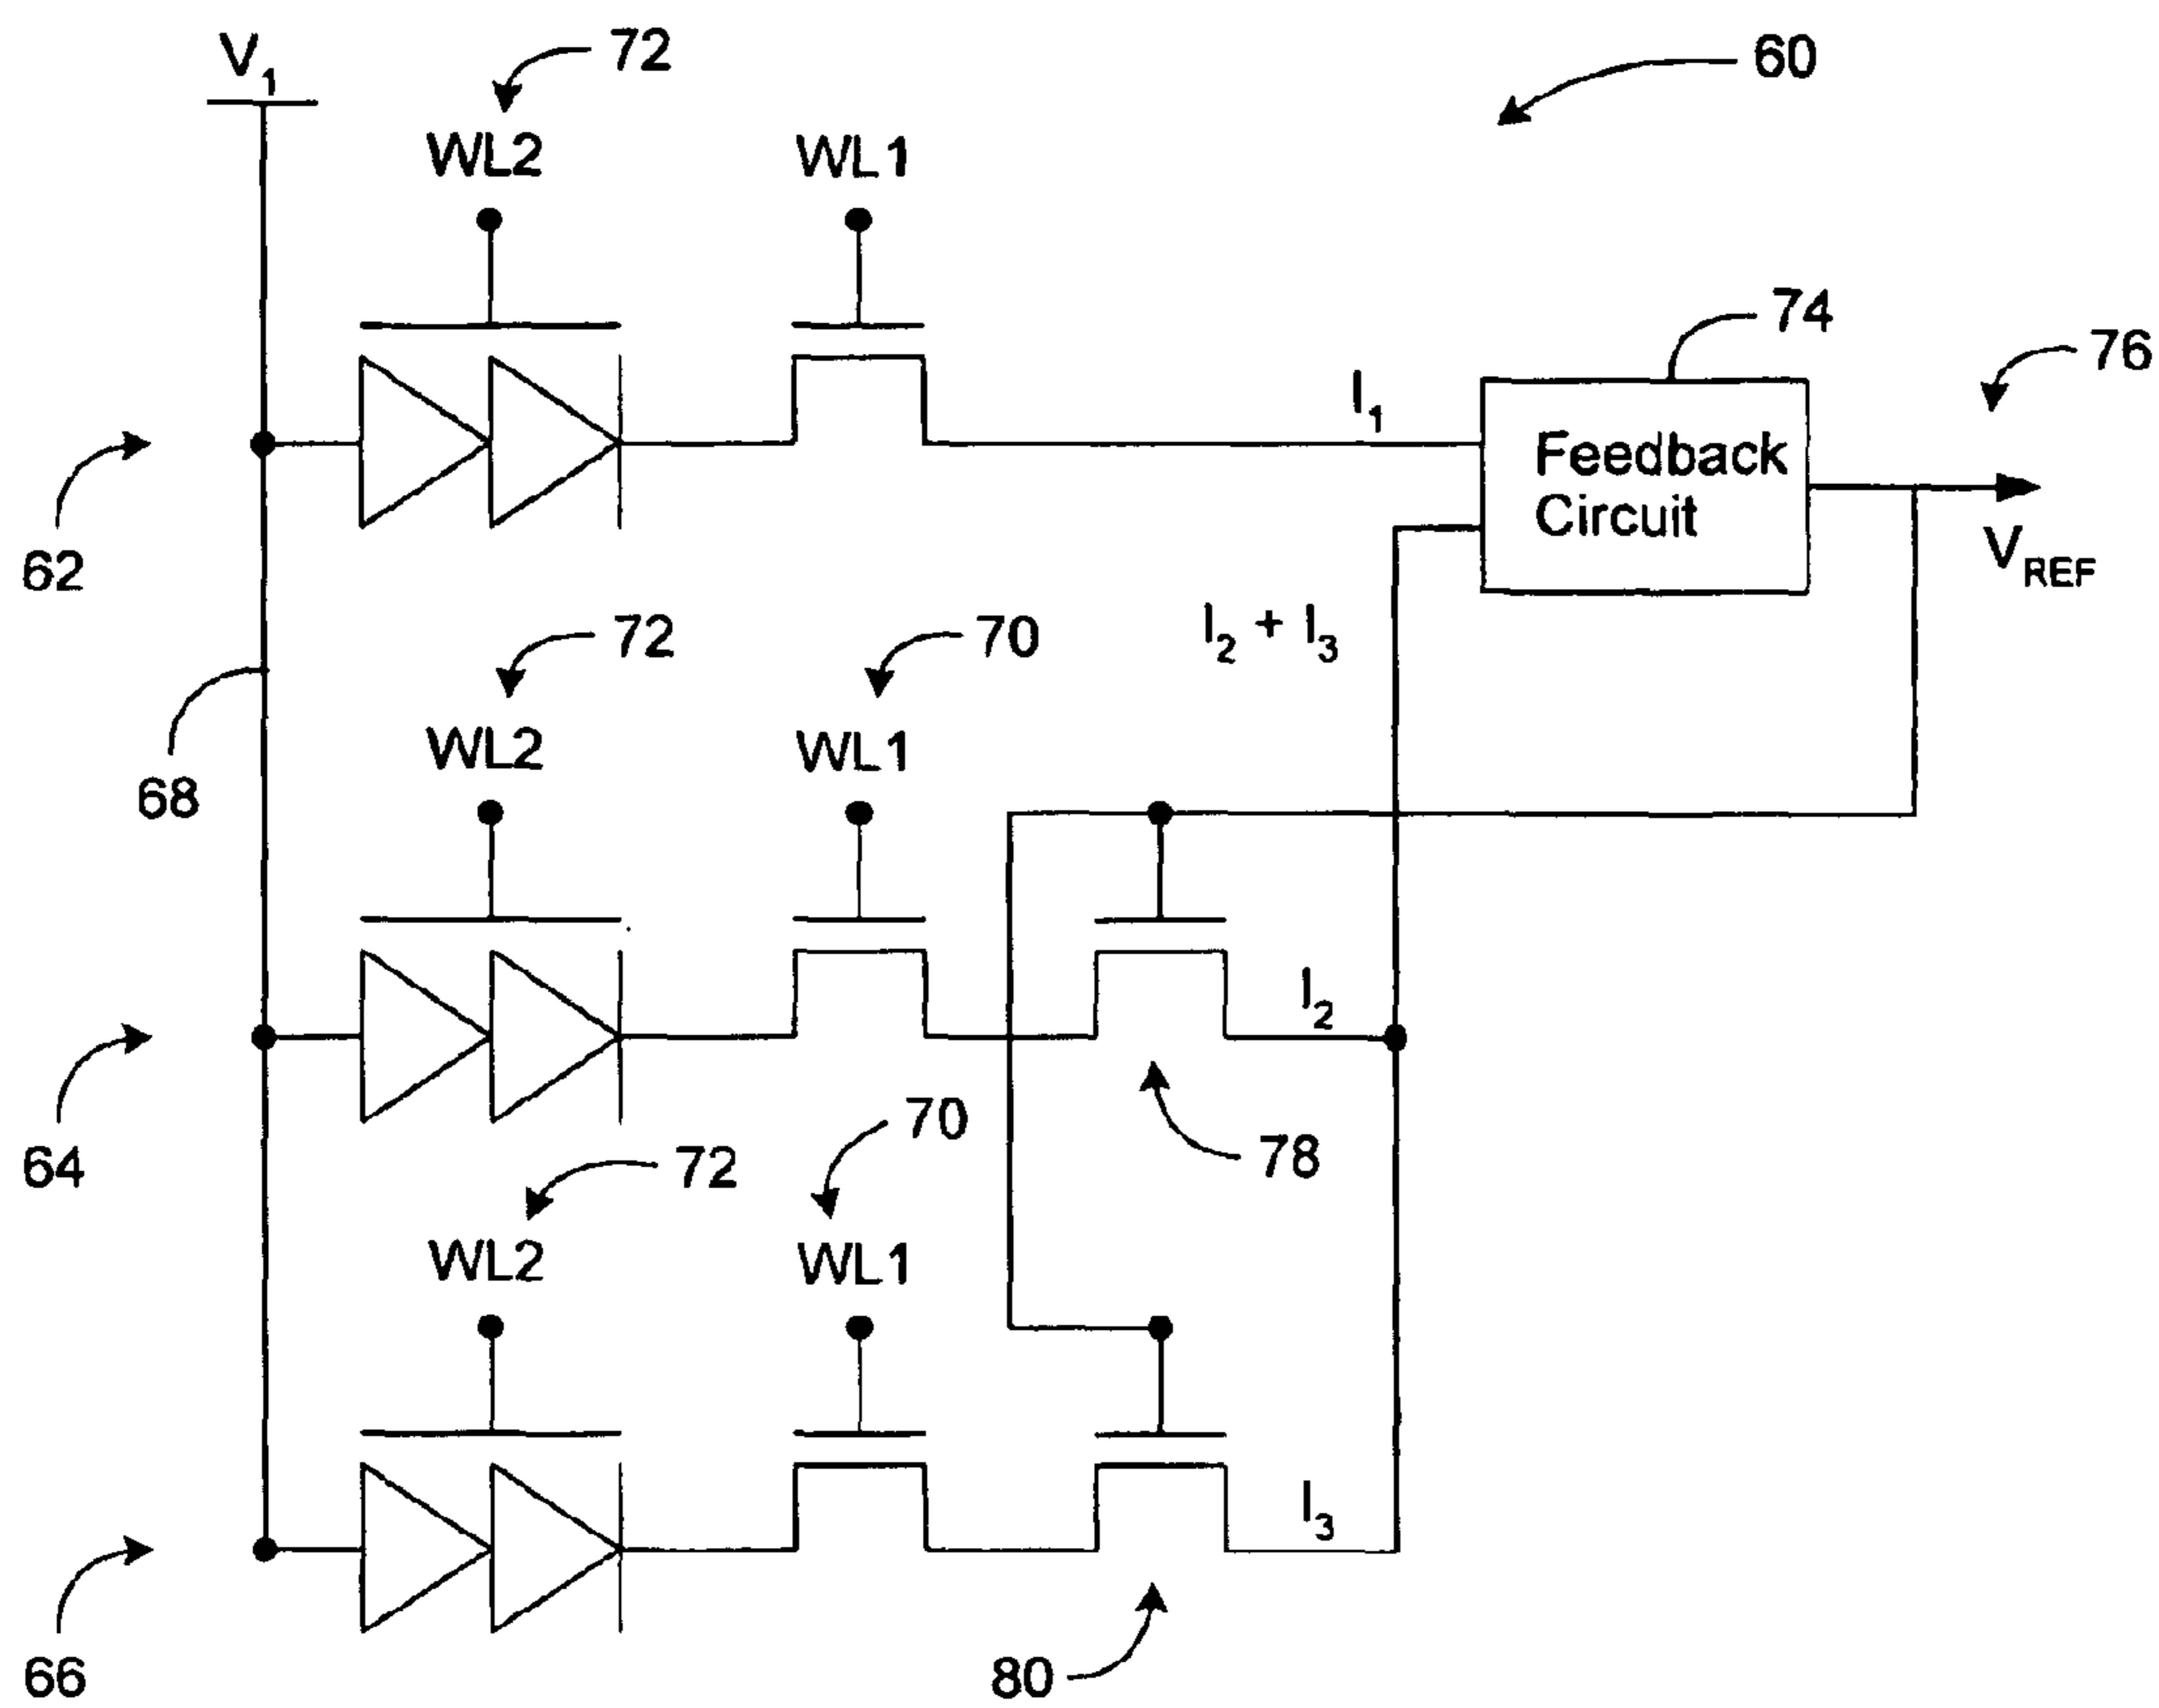 V1
72
60
WL2
WL1
74
76
I1
Feedback
Circuit
VREF
62
72
70
I2 + I3
WL2
WL1
68
I2
70
78
64
72
WL2
WL1
I3
66
80